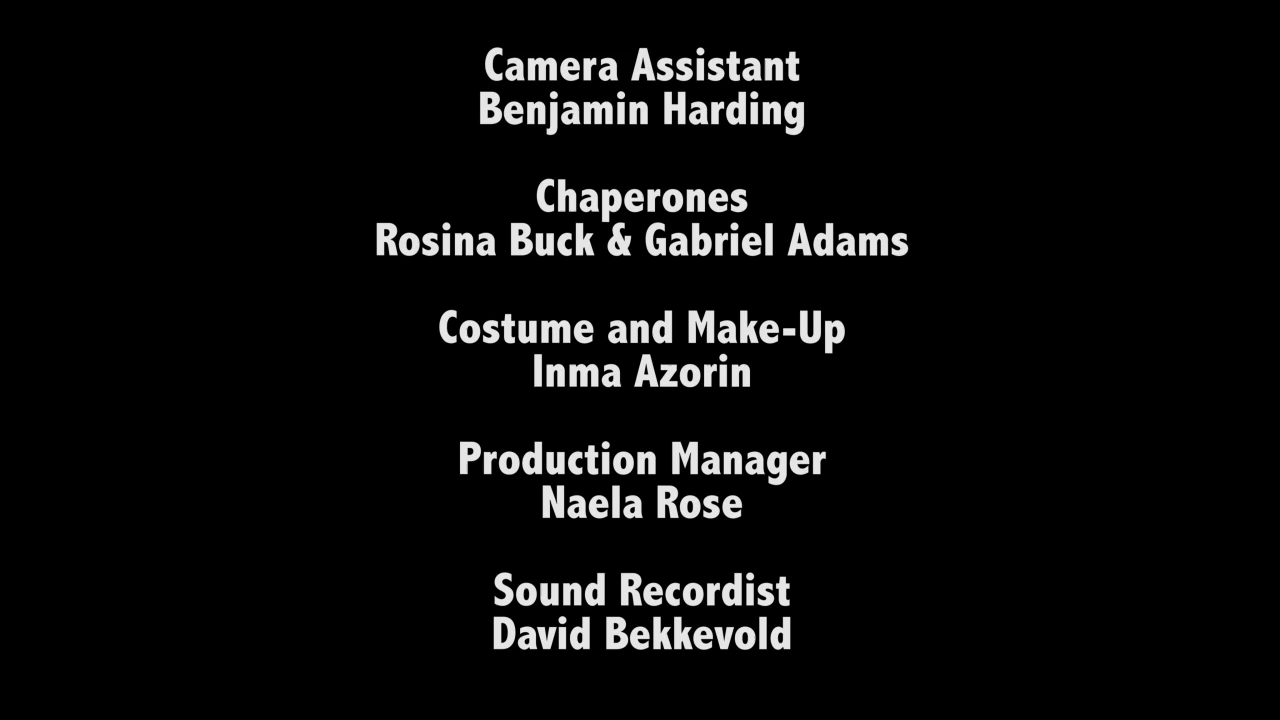 Camera Assistant
Benjamin Harding
Chaperones
Rosina Buck & Gabriel Adams
Costume and Make-Up
Inma Azorin
Production Manager
Naela Rose
Sound Recordist
David Bekkevold